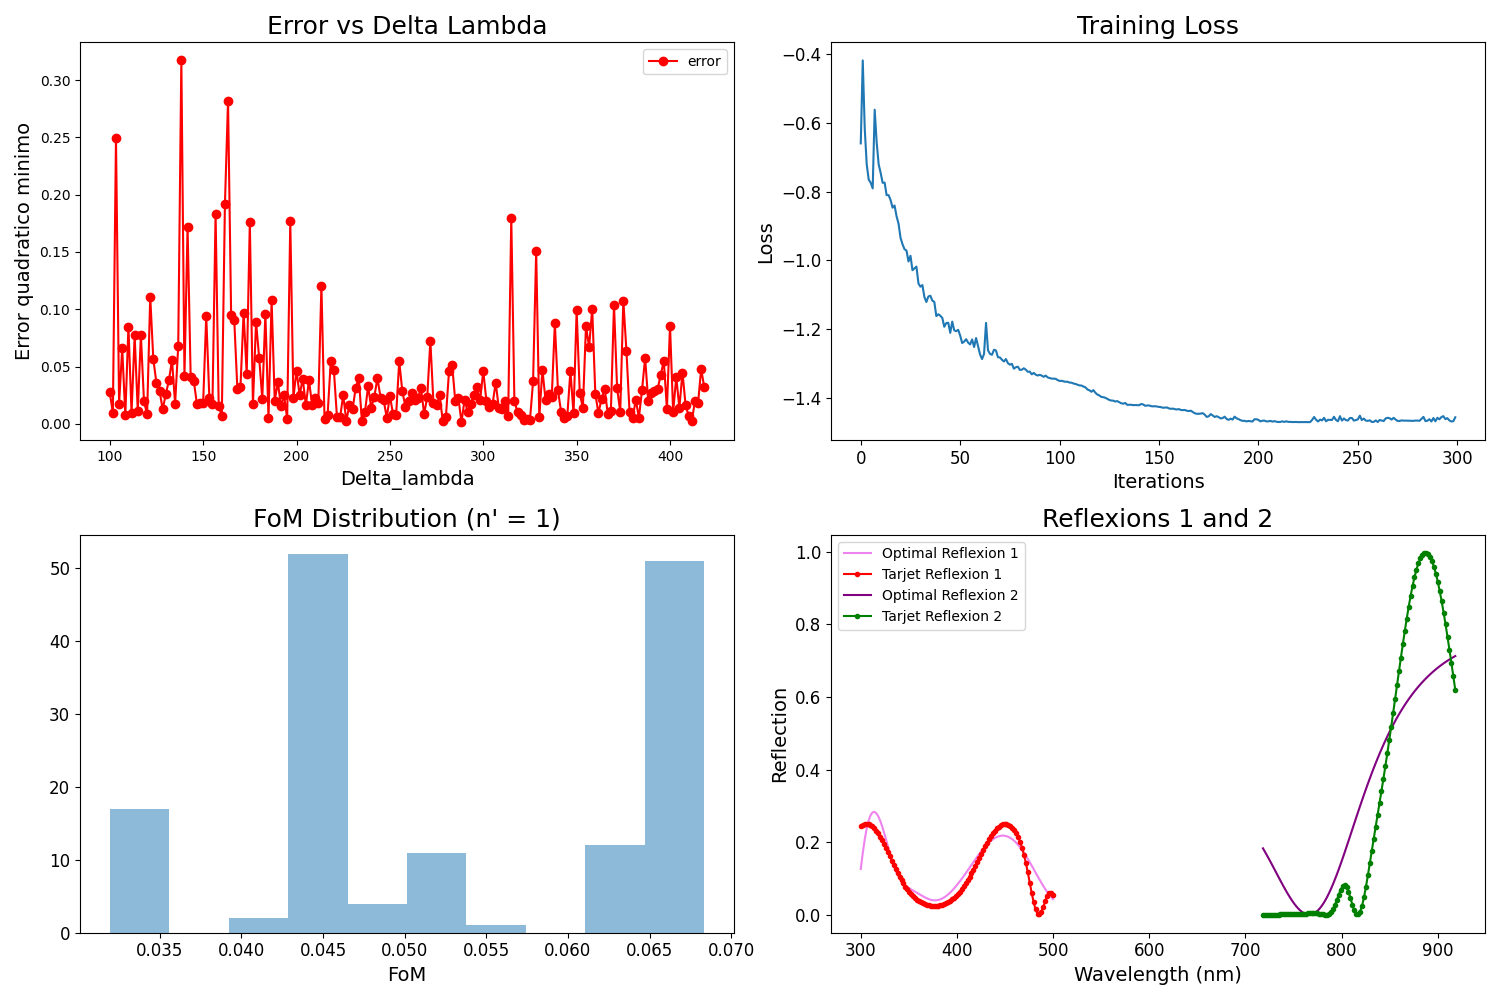 Error vs Delta Lambda
error
Error quadratico minimo
0.30
0.25
0.20
0.15
0.10
0.05
0.00
100 150 200 250 300 350 400
Delta_lambda
Training Loss
Loss
−0.4
−0.6
−0.8
−1.0
−1.2
−1.4
0 50 100 150 200 250 300
Iterations
FoM Distribution (n' = 1)
50
40
30
20
10
0
0.035 0.040 0.045 0.050 0.055 0.060 0.065 0.070
FoM
Reflexions 1 and 2
Optimal Reflexion 1
Tarjet Reflexion 1
Optimal Reflexion 2
Tarjet Reflexion 2
Reflection
1.0
0.8
0.6
0.4
0.2
0.0
300 400 500 600 700 800 900
Wavelength (nm)